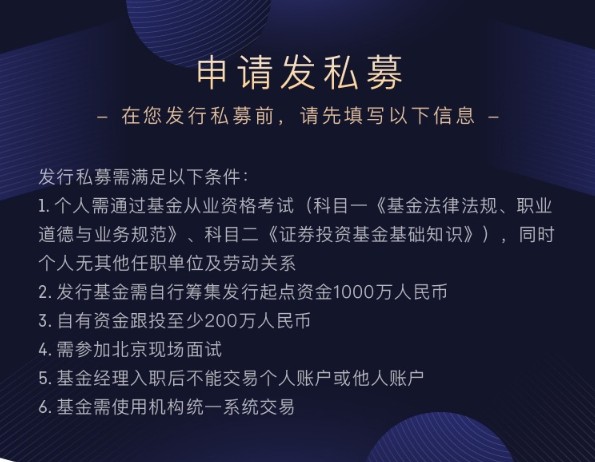 申请发私募
– 在您发行私募前，请先填写以下信息 –
发行私募需满足以下条件：
1. 个人需通过基金从业资格考试（科目一《基金法律法规、职业
道德与业务规范》、科目二《证券投资基金基础知识》），同时
个人无其他任职单位及劳动关系
2. 发行基金需自行筹集发行起点资金1000万人民币
3. 自有资金跟投至少200万人民币
4. 需参加北京现场面试
5. 基金经理入职后不能交易个人账户或他人账户
6. 基金需使用机构统一系统交易